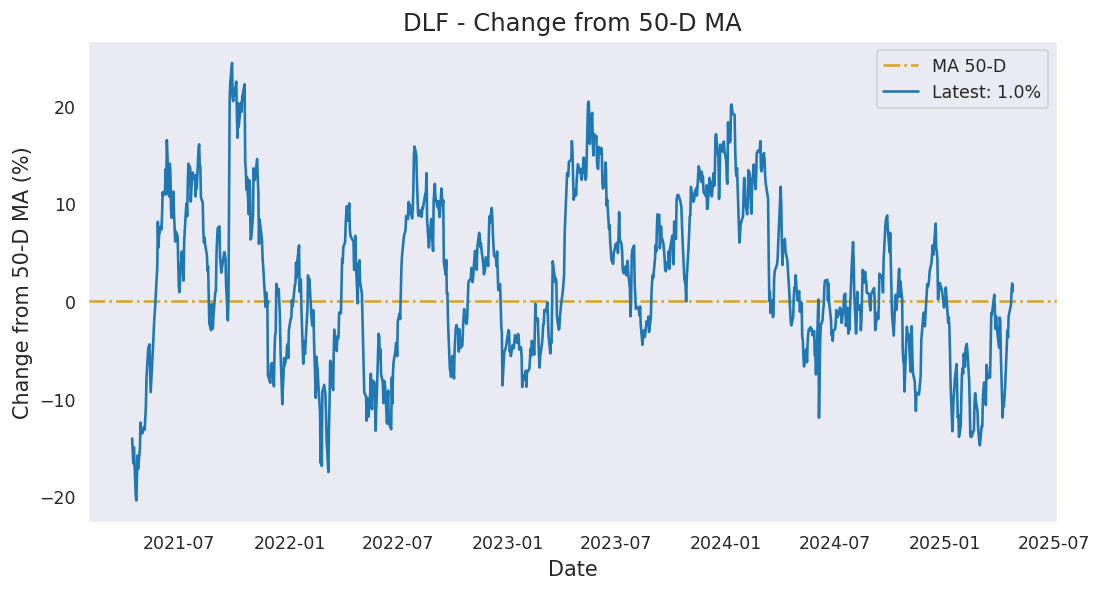 DLF - Change from 50-D MA
MA 50-D
Latest: 1.0%
Change from 50-D MA (%)
20
10
0
−10
−20
2021-07 2022-01 2022-07 2023-01 2023-07 2024-01 2024-07 2025-01 2025-07
Date